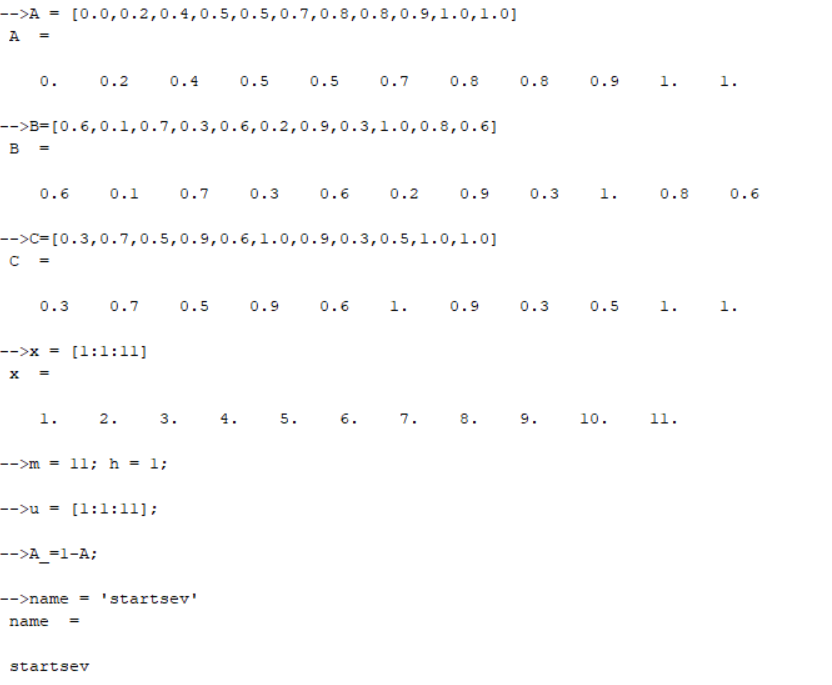 -->A = [0.0,0.2,0.4,0.5,0.5,0.7,0.8,0.8,0.9,1.0,1.0]
A =
0. 0.2 0.4 0.5 0.5 0.7 0.8 0.8 0.9 1. 1.
-->B=[0.6,0.1,0.7,0.3,0.6,0.2,0.9,0.3,1.0,0.8,0.6]
B =
0.6 0.1 0.7 0.3 0.6 0.2 0.9 0.3 1. 0.8 0.6
-->C=[0.3,0.7,0.5,0.9,0.6,1.0,0.9,0.3,0.5,1.0,1.0]
C =
0.3 0.7 0.5 0.9 0.6 1. 0.9 0.3 0.5 1. 1.
-->x = [1:1:11]
x =
1. 2. 3. 4. 5. 6. 7. 8. 9. 10. 11.
-->m = 11; h = 1;
-->u = [1:1:11];
-->A_=1-A;
-->name = 'startsev'
name =
startsev